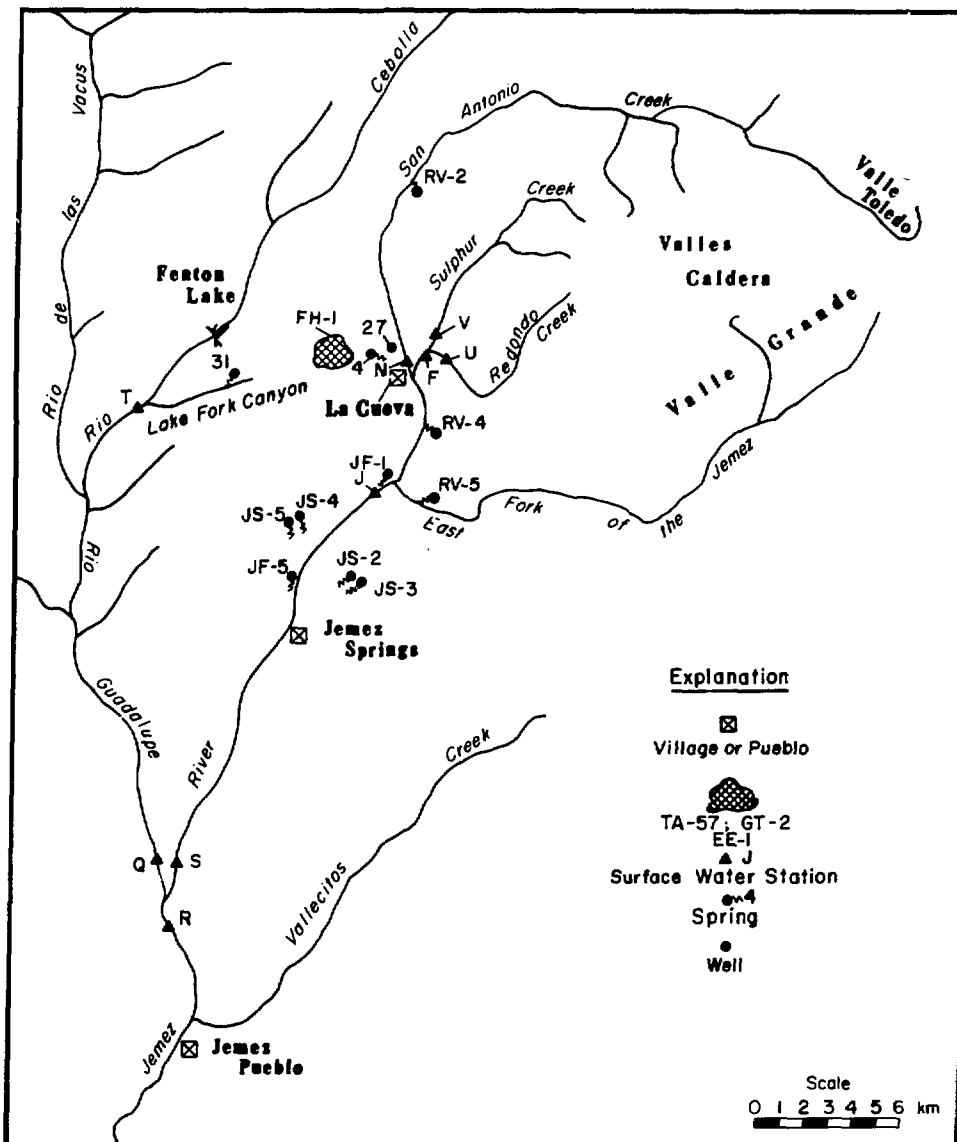 Vacus
las
de
Rio
Cebolla
San
Antonio
Creek
RV-2
Valle
Toledo
Creek
Sulphur
Valles
Caldera
Fenton
Lake
FH-1
27
4
N
V
U
F
Redondo
Creek
Valle Grande
31
La Cueva
T
Rio
Lake Fork Canyon
RV-4
JF-1
J
RV-5
Jemez
East Fork of the
JS-5
JS-4
Rio
JF-5
JS-2
JS-3
Jemez
Springs
Guadalupe
River
Creek
Vallecitos
Q
S
R
Jemez
Jemez
Pueblo
Explanation
Village or Pueblo
TA-57; GT-2
EE-1
J
Surface Water Station
4
Spring
Well
Scale
0 1 2 3 4 5 6 km